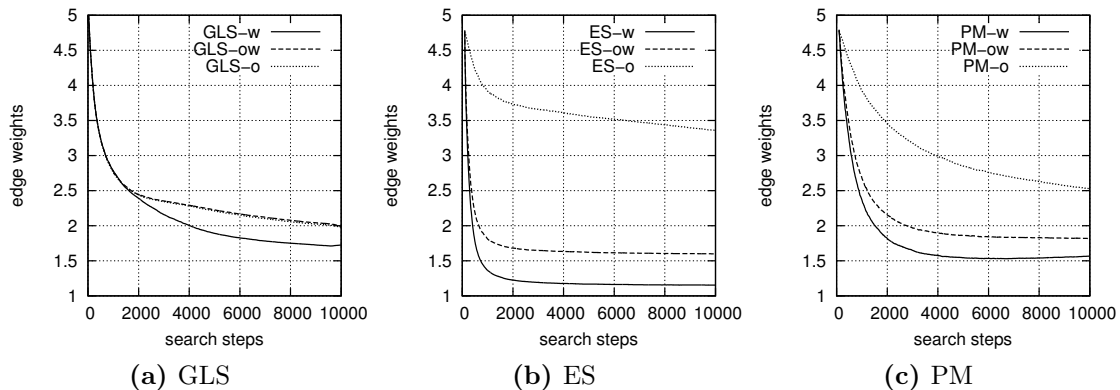 edge weights
5
4.5
4
3.5
3
2.5
2
1.5
1
GLS-w
GLS-ow
GLS-o
0 2000 4000 6000 8000 10000
search steps
(a) GLS
edge weights
5
4.5
4
3.5
3
2.5
2
1.5
1
ES-w
ES-ow
ES-o
0 2000 4000 6000 8000 10000
search steps
(b) ES
edge weights
5
4.5
4
3.5
3
2.5
2
1.5
1
PM-w
PM-ow
PM-o
0 2000 4000 6000 8000 10000
search steps
(c) PM